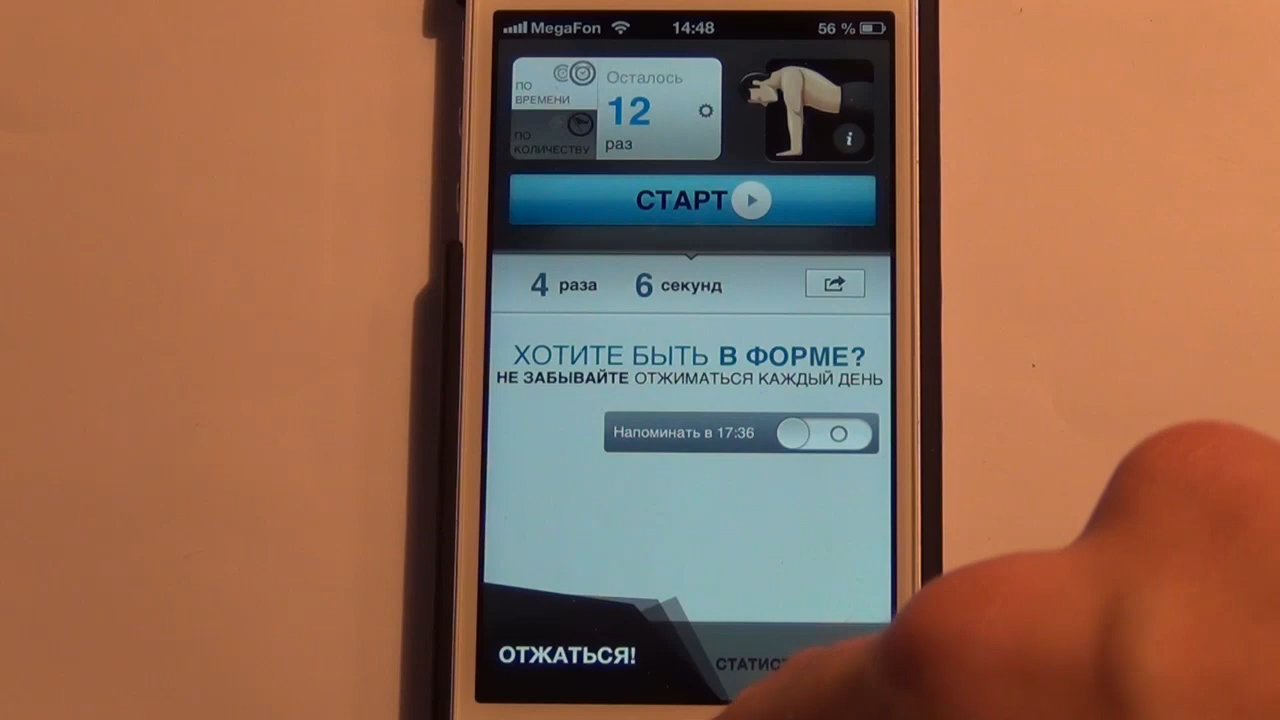 MegaFon 14:48 56 %
ПО ВРЕМЕНИ
ПО КОЛИЧЕСТВУ
Осталось
12
раз
i
СТАРТ
4 раза 6 секунд
ХОТИТЕ БЫТЬ В ФОРМЕ?
НЕ ЗАБЫВАЙТЕ ОТЖИМАТЬСЯ КАЖДЫЙ ДЕНЬ
Напоминать в 17:36
ОТЖАТЬСЯ!
СТАТИС